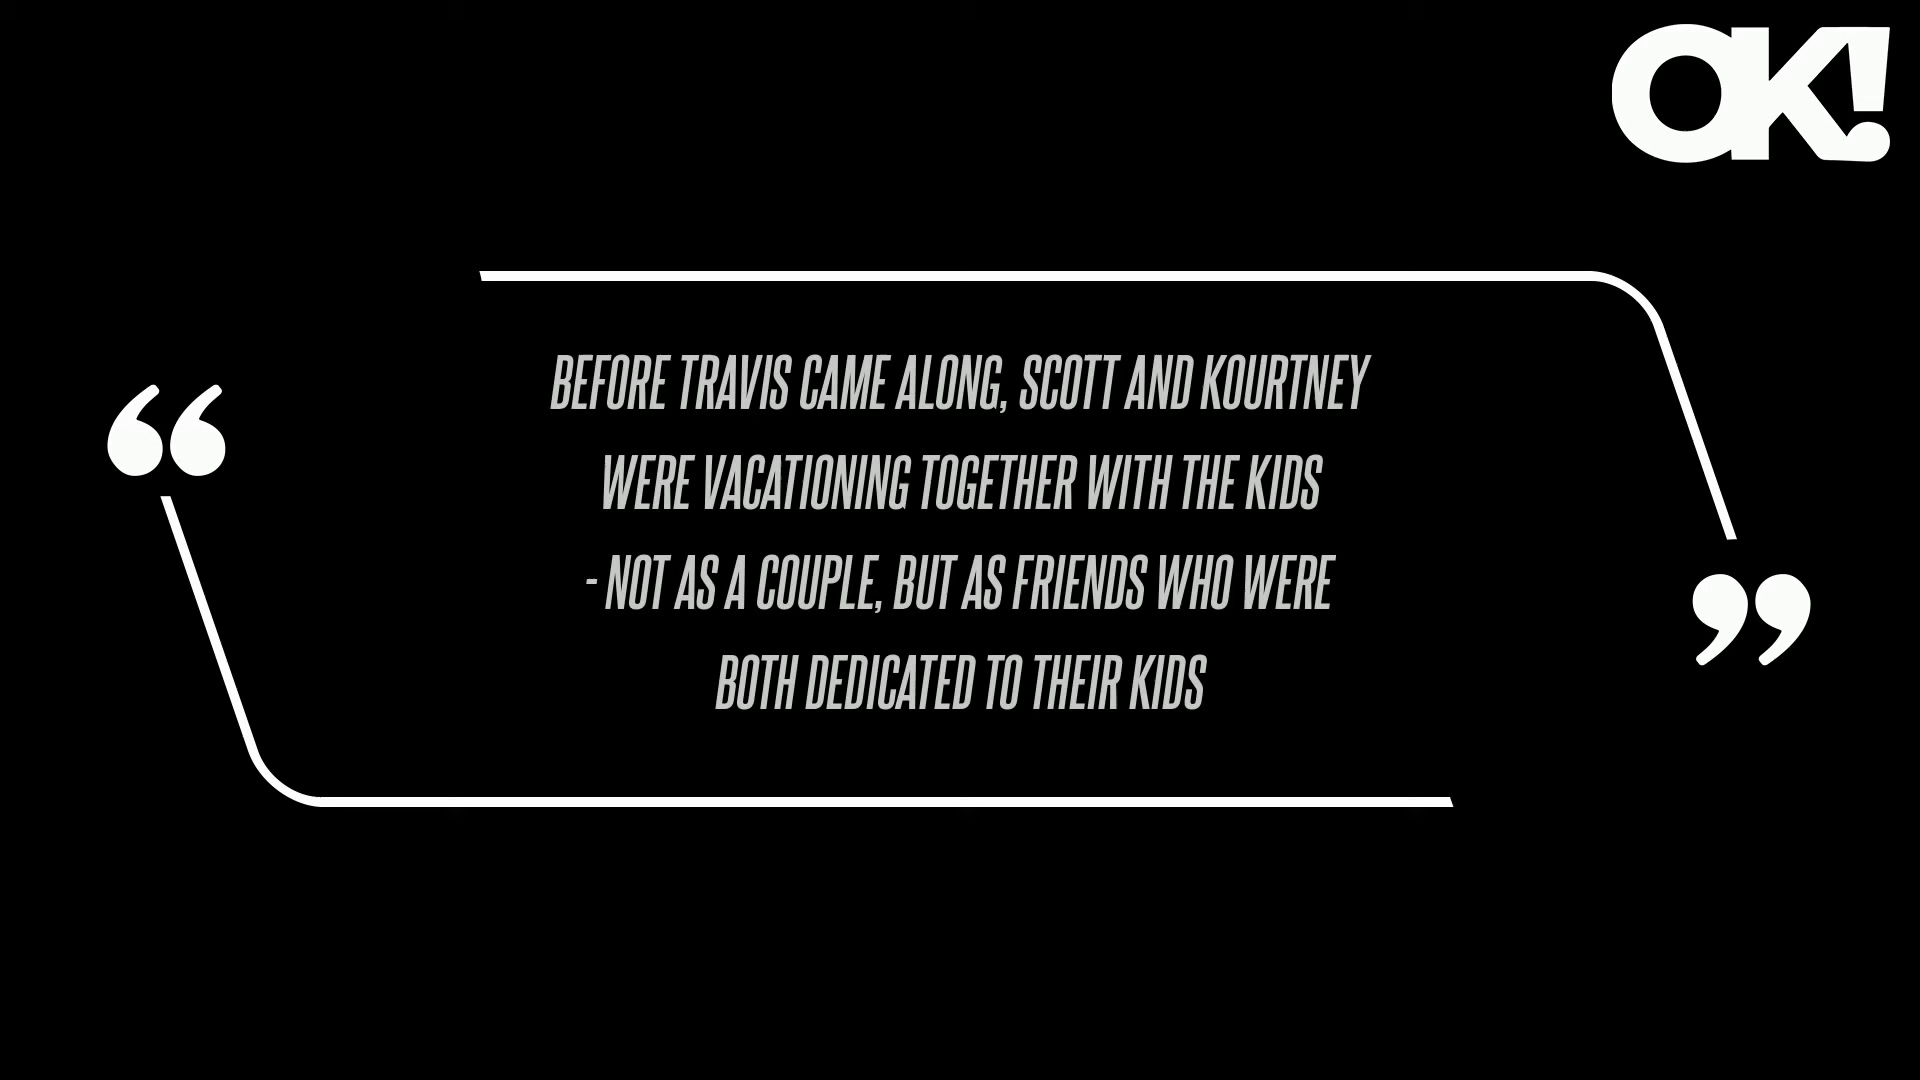 OK!
“
BEFORE TRAVIS CAME ALONG, SCOTT AND KOURTNEY
WERE VACATIONING TOGETHER WITH THE KIDS
- NOT AS A COUPLE, BUT AS FRIENDS WHO WERE
BOTH DEDICATED TO THEIR KIDS
”